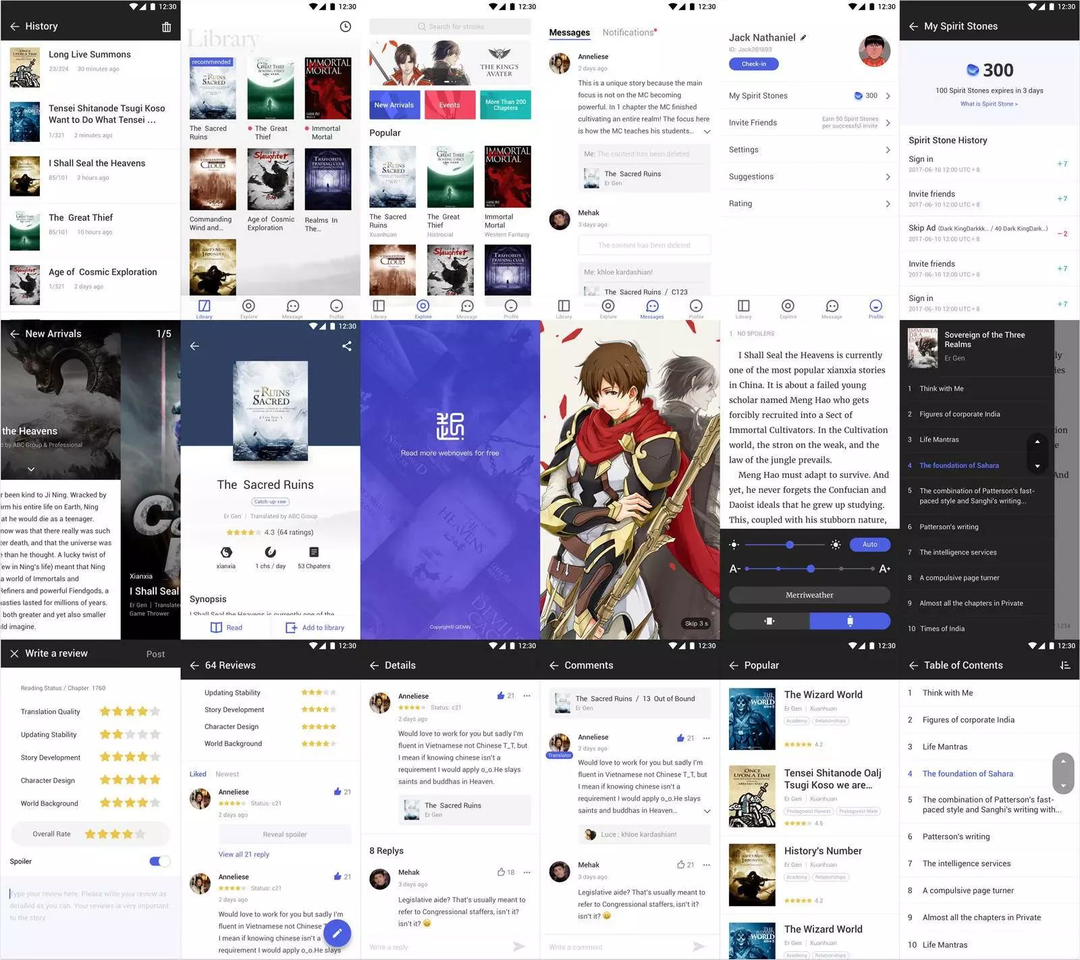 12:30
History
Long Live Summons
23/224 30 minutes ago
Tensei Shitanode Tsugi Koso
Want to Do What Tensei ...
1/321 2 minutes ago
I Shall Seal the Heavens
85/101 2 hours ago
The Great Thief
85/101 10 hours ago
Age of Cosmic Exploration
1/321 2 days ago
12:30
Library
recommended
The Sacred
Ruins
The Great
Thief
Immortal
Mortal
Commanding
Wind and...
Age of Cosmic
Exploration
Realms In
The...
Library
Explore
Message
Profile
12:30
Search for stroke
THE KING'S
AVATER
New Arrivals
Events
More Than 200
Chapters
Popular
The Sacred
Ruins
Xuanhuan
The Great
Thief
Histrocial
Immortal
Mortal
Western Fantasy
Library
Explore
Message
Profile
12:30
Messages
Notifications
Anneliese
2 days ago
This is a unique story because the main
focus is not on the MC becoming
powerful. In 1 chapter the MC finished
cultivating an entire realm! The focus here
is how the MC teaches his students...
Me: The content has been deleted
The Sacred Ruins
Er Gen
Mehak
3 days ago
The content has been deleted
Me: khloe kardashian!
The Sacred Ruins / C123
Library
Explore
Messages
Profile
12:30
Jack Nathaniel
ID: Jack201693
Check-in
My Spirit Stones 300
Invite Friends
Earn 50 Spirit Stones
per successful invite
Settings
Suggestions
Rating
Library
Explore
Message
Profile
12:30
My Spirit Stones
300
100 Spirit Stones expires in 3 days
What is Spirit Stone >
Spirit Stone History
Sign in
2017-06-10 12:00 UTC + 8
+7
Invite friends
2017-06-10 12:00 UTC + 8
+7
Skip Ad (Dark KingDarkkk... / 40 Dark KingDark...)
2017-06-10 12:00 UTC + 8
−2
Invite friends
2017-06-10 12:00 UTC + 8
+7
Sign in
2017-06-10 12:00 UTC + 8
+7
New Arrivals
1/5
the Heavens
o by ABC Group & Professional
r been kind to Ji Ning. Wracked by
irm his entire life on Earth, Ning
at he would die as a teenager.
now was that there really was such
er death, and that the universe was
e than he thought. A lucky twist of
ew in Ning's life) meant that Ning
a world of Immortals and
Refiners and powerful Fiendgods, of
asties lasted for millions of years.
both greater and yet also smaller
uld imagine.
Xianxia
I Shall Seal
Er Gen | Translate
Game Thrower
12:30
THE RUINS
SACRED
The Sacred Ruins
Catch-up raw
Er Gen | Translated by ABC Group
4.3 (64 ratings)
xianxia
1 chs / day
53 Chpaters
Synopsis
I Shall Seal the Heavens is currently one of the
Read
Add to library
Read more webnovels for free
Copyright© QIDIAN
Skip 3 s
1 NO SPOILERS
I Shall Seal the Heavens is currently
one of the most popular xianxia stories
in China. It is about a failed young
scholar named Meng Hao who gets
forcibly recruited into a Sect of
Immortal Cultivators. In the Cultivation
world, the stron on the weak, and the
law of the jungle prevails.
Meng Hao must adapt to survive. And
yet, he never forgets the Confucian and
Daoist ideals that he grew up studying.
This, coupled with his stubborn nature,
Auto
A-
A+
Merriweather
Sovereign of the Three
Realms
Er Gen
1 Think with Me
2 Figures of corporate India
3 Life Mantras
4 The foundation of Sahara
5 The combination of Patterson's fast-
paced style and Sanghi's writing...
6 Patterson's writing
7 The intelligence services
8 A compulsive page turner
9 Almost all the chapters in Private
10 Times of India
Write a review
Post
Reading Status / Chapter 1760
Translation Quality
Updating Stability
Story Development
Character Design
World Background
Overall Rate
Spoiler
Type your review here. Please write your review as
detailed as you can. Your reviews is very important
to the story
12:30
64 Reviews
Updating Stability
Story Development
Character Design
World Background
Liked
Newest
Anneliese
21
Status: c21
2 days ago
Reveal spoiler
View all 21 reply
Anneliese
21
Status: c21
2 days ago
Would love to work for you but sadly I'm
fluent in Vietnamese not Chinese T
I mean if knowing chinese isn't a
requirement I would apply o_o.He slays
12:30
Details
Anneliese
21
Status: c21
2 days ago
Would love to work for you but sadly I'm
fluent in Vietnamese not Chinese T_T, but
I mean if knowing chinese isn't a
requirement I would apply o_o.He slays
saints and buddhas in Heaven.
The Sacred Ruins
Er Gen
8 Replys
Mehak
18
3 days ago
Legislative aide? That's usually meant to
refer to Congressional staffers, isn't it?
isn't it?
Write a reply
12:30
Comments
The Sacred Ruins / 13 Out of Bound
Er Gen
Anneliese
21
Translator
2 days ago
Would love to work for you but sadly I'm
fluent in Vietnamese not Chinese T_T, but
I mean if knowing chinese isn't a
requirement I would apply o_o.He slays
saints and buddhas in Heaven...
Luce : khloe kardashian!
Mehak
21
3 days ago
Legislative aide? That's usually meant to
refer to Congressional staffers, isn't it?
isn't it?
Write a comment
12:30
Popular
The Wizard World
Er Gen | Xuanhuan
Academy
Relationships
4.2
Tensei Shitanode Oalj
Tsugi Koso we are...
Er Gen | Xuanhuan
Protagonist Honest
Protagonist Male
4.5
History's Number
Er Gen | Xuanhuan
Academy
Relationships
4.2
The Wizard World
Er Gen | Xuanhuan
Academy
Relationships
12:30
Table of Contents
1 Think with Me
2 Figures of corporate India
3 Life Mantras
4 The foundation of Sahara
5 The combination of Patterson's fast-
paced style and Sanghi's writing with...
6 Patterson's writing
7 The intelligence services
8 A compulsive page turner
9 Almost all the chapters in Private
10 Life Mantras